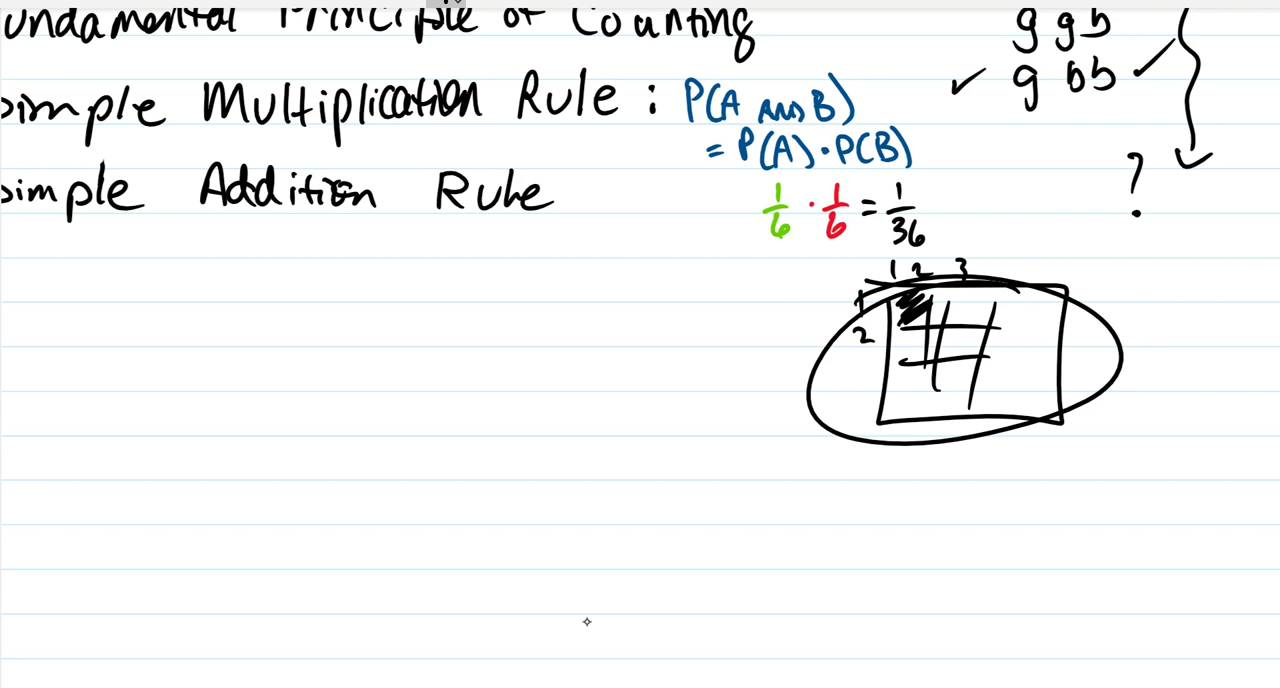 undamental Principle of Counting
g g b
✓ g b b ✓
imple Multiplication Rule : P(A and B)
= P(A) · P(B)
?
imple Addition Rule
1/6 · 1/6 = 1/36
1 2 3
1
2